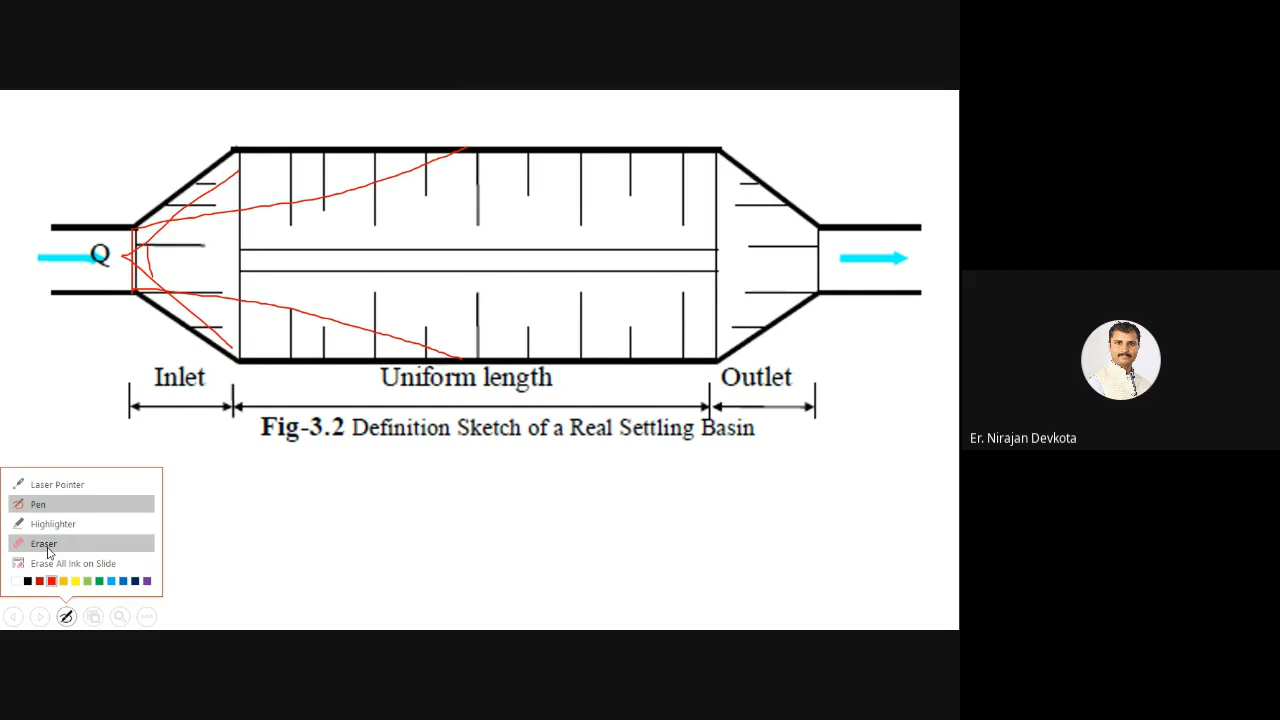 Q
Inlet
Uniform length
Outlet
Fig-3.2 Definition Sketch of a Real Settling Basin
Er. Nirajan Devkota
Laser Pointer
Pen
Highlighter
Eraser
Erase All Ink on Slide